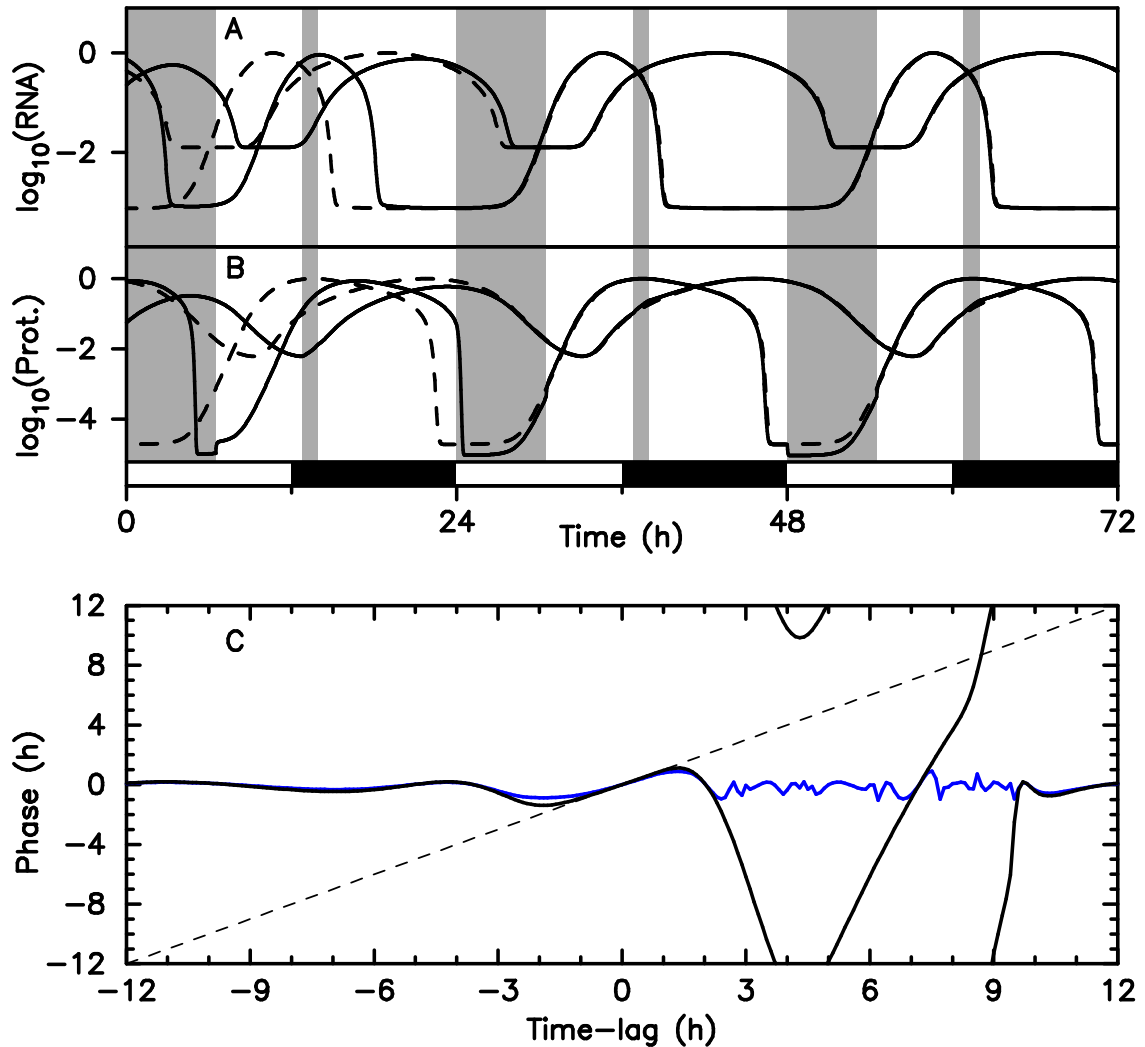 A
log10(RNA)
0
−2
B
log10(Prot.)
0
−2
−4
0 24 48 72
Time (h)
C
Phase (h)
12
8
4
0
−4
−8
−12
−12 −9 −6 −3 0 3 6 9 12
Time−lag (h)